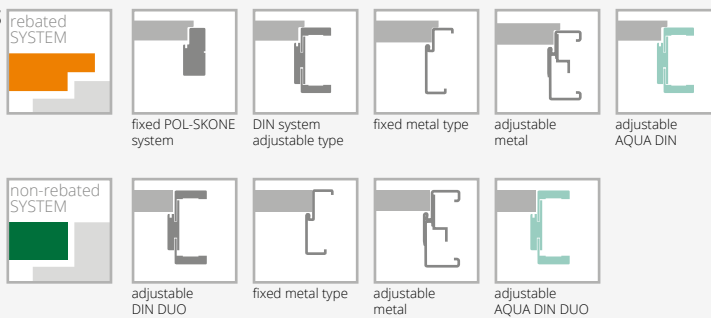 S
rebated
SYSTEM
fixed POL-SKONE
system
DIN system
adjustable type
fixed metal type
adjustable
metal
adjustable
AQUA DIN
non-rebated
SYSTEM
adjustable
DIN DUO
fixed metal type
adjustable
metal
adjustable
AQUA DIN DUO